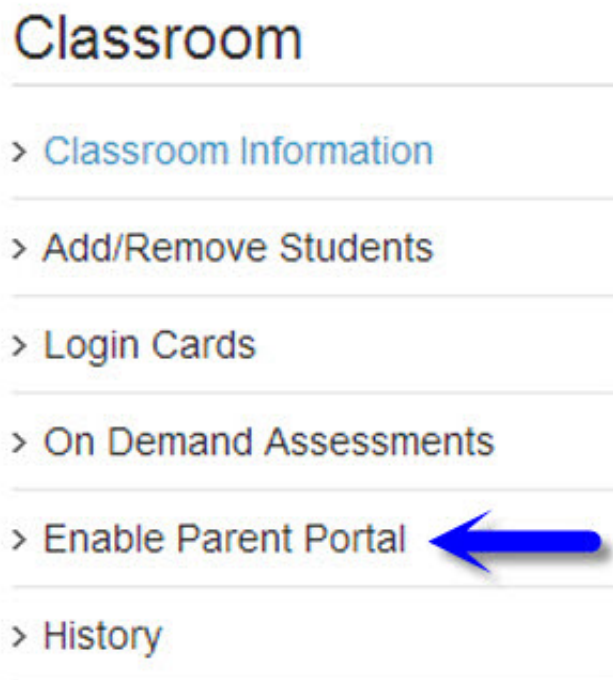 Classroom
> Classroom Information
> Add/Remove Students
> Login Cards
> On Demand Assessments
> Enable Parent Portal
> History